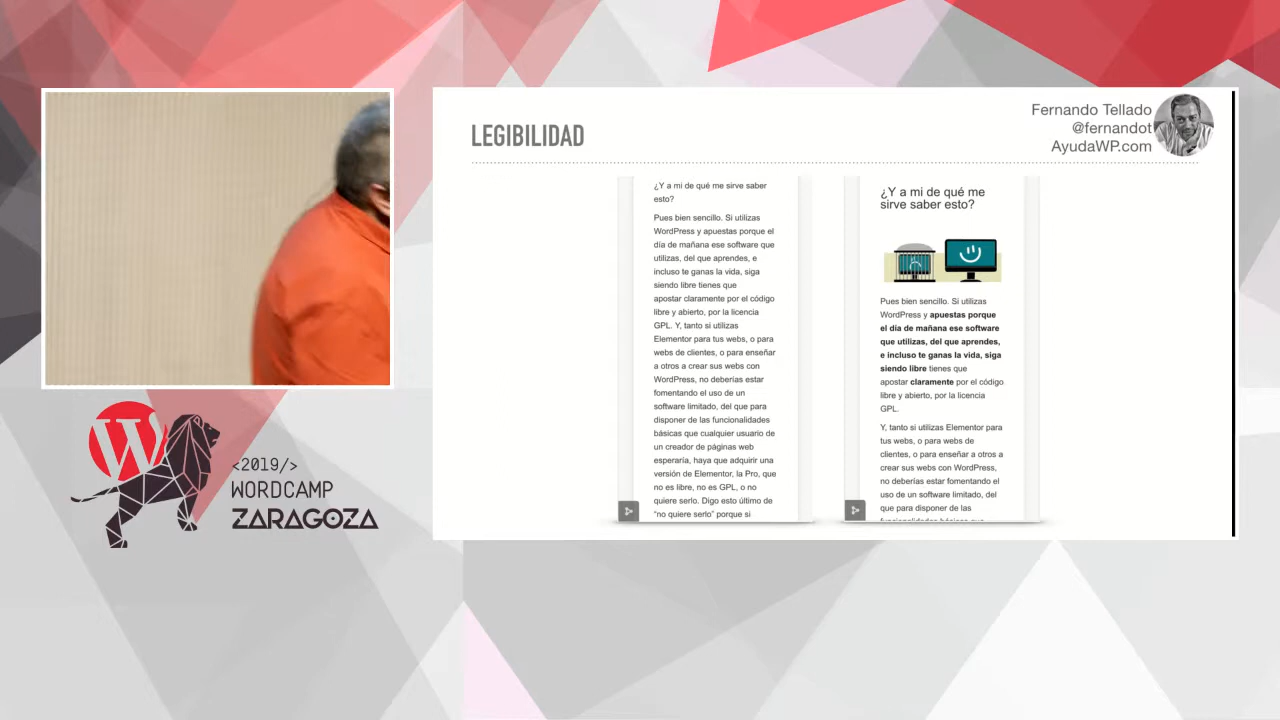 LEGIBILIDAD
Fernando Tellado
@fernandot
AyudaWP.com
¿Y a mi de qué me sirve saber
esto?
Pues bien sencillo. Si utilizas
WordPress y apuestas porque el
día de mañana ese software que
utilizas, del que aprendes, e
incluso te ganas la vida, siga
siendo libre tienes que
apostar claramente por el código
libre y abierto, por la licencia
GPL. Y, tanto si utilizas
Elementor para tus webs, o para
webs de clientes, o para enseñar
a otros a crear sus webs con
WordPress, no deberías estar
fomentando el uso de un
software limitado, del que para
disponer de las funcionalidades
básicas que cualquier usuario de
un creador de páginas web
esperaría, haya que adquirir una
versión de Elementor, la Pro, que
no es libre, no es GPL, o no
quiere serlo. Digo esto último de
"no quiere serlo" porque si
¿Y a mi de qué me
sirve saber esto?
Pues bien sencillo. Si utilizas
WordPress y apuestas porque
el día de mañana ese software
que utilizas, del que aprendes,
e incluso te ganas la vida, siga
siendo libre tienes que
apostar claramente por el código
libre y abierto, por la licencia
GPL.
Y, tanto si utilizas Elementor para
tus webs, o para webs de
clientes, o para enseñar a otros a
crear sus webs con WordPress,
no deberías estar fomentando el
uso de un software limitado, del
que para disponer de las
funcionalidades básicas que
W
<2019/>
WORDCAMP
ZARAGOZA